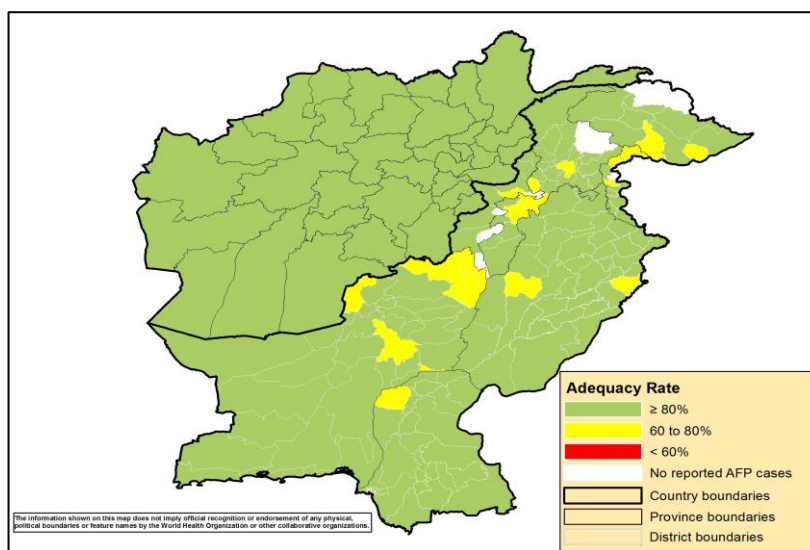 Adequacy Rate
≥ 80%
60 to 80%
< 60%
No reported AFP cases
Country boundaries
Province boundaries
District boundaries
The information shown on this map does not imply official recognition or endorsement of any physical,
political boundaries or feature names by the World Health Organization or other collaborative organizations.